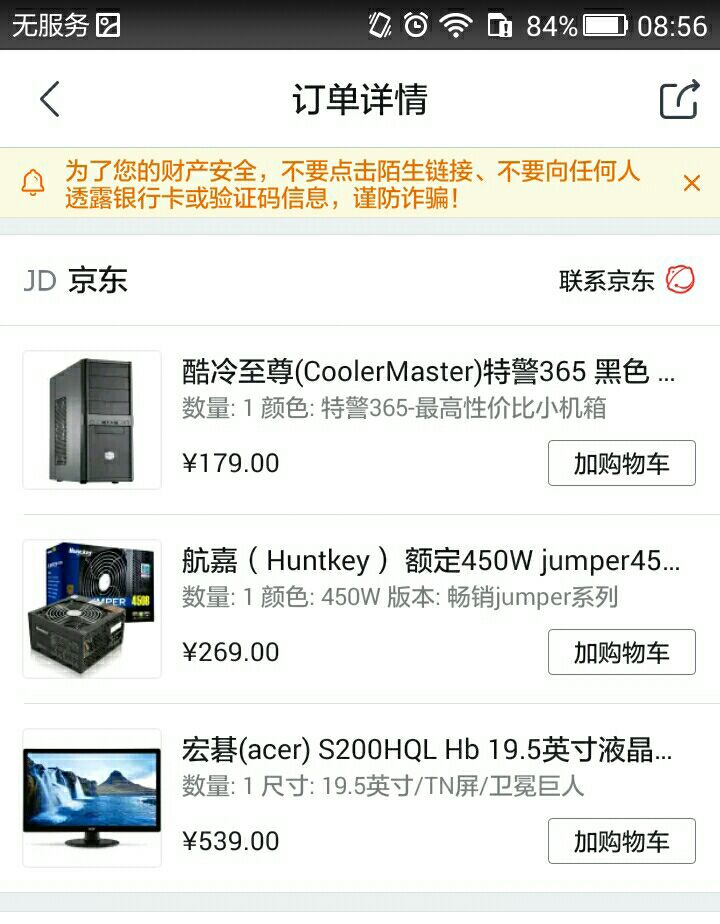 无服务 84% 08:56
订单详情
为了您的财产安全，不要点击陌生链接、不要向任何人
透露银行卡或验证码信息，谨防诈骗！
JD 京东 联系京东
酷冷至尊(CoolerMaster)特警365 黑色 ...
数量: 1 颜色: 特警365-最高性价比小机箱
¥179.00 加购物车
航嘉（Huntkey） 额定450W jumper45...
数量: 1 颜色: 450W 版本: 畅销jumper系列
¥269.00 加购物车
宏碁(acer) S200HQL Hb 19.5英寸液晶...
数量: 1 尺寸: 19.5英寸/TN屏/卫冕巨人
¥539.00 加购物车